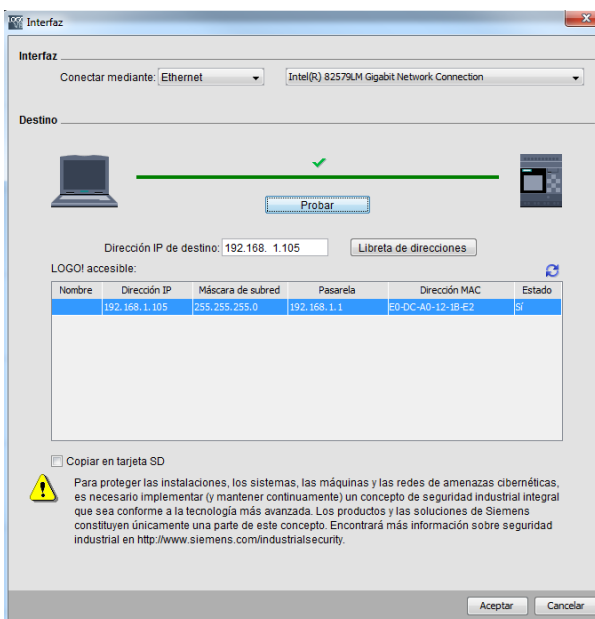 Interfaz
Interfaz
Conectar mediante: Ethernet Intel(R) 82579LM Gigabit Network Connection
Destino
Probar
Dirección IP de destino: 192.168. 1.105 Libreta de direcciones
LOGO! accesible:
Nombre Dirección IP Máscara de subred Pasarela Dirección MAC Estado
192.168.1.105 255.255.255.0 192.168.1.1 E0-DC-A0-12-1B-E2 Sí
Copiar en tarjeta SD
Para proteger las instalaciones, los sistemas, las máquinas y las redes de amenazas cibernéticas,
es necesario implementar (y mantener continuamente) un concepto de seguridad industrial integral
que sea conforme a la tecnología más avanzada. Los productos y las soluciones de Siemens
constituyen únicamente una parte de este concepto. Encontrará más información sobre seguridad
industrial en http://www.siemens.com/industrialsecurity.
Aceptar Cancelar